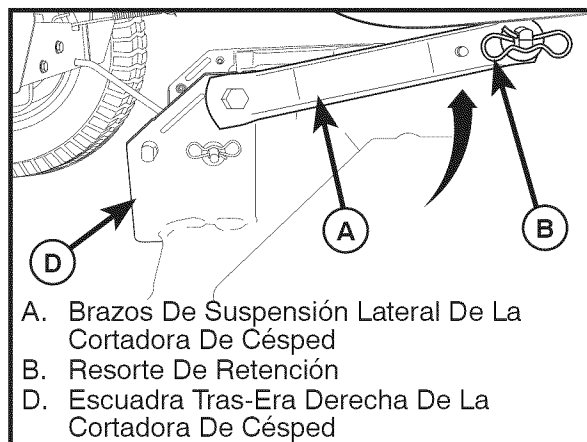 D
A
B
A. Brazos De Suspensión Lateral De La
Cortadora De Césped
B. Resorte De Retención
D. Escuadra Tras-Era Derecha De La
Cortadora De Césped